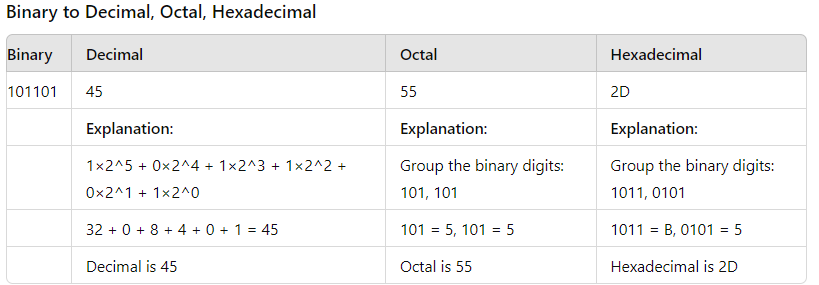 Binary to Decimal, Octal, Hexadecimal
Binary Decimal Octal Hexadecimal
101101 45 55 2D
Explanation: Explanation: Explanation:
1×2^5 + 0×2^4 + 1×2^3 + 1×2^2 + Group the binary digits: Group the binary digits:
0×2^1 + 1×2^0 101, 101 1011, 0101
32 + 0 + 8 + 4 + 0 + 1 = 45 101 = 5, 101 = 5 1011 = B, 0101 = 5
Decimal is 45 Octal is 55 Hexadecimal is 2D